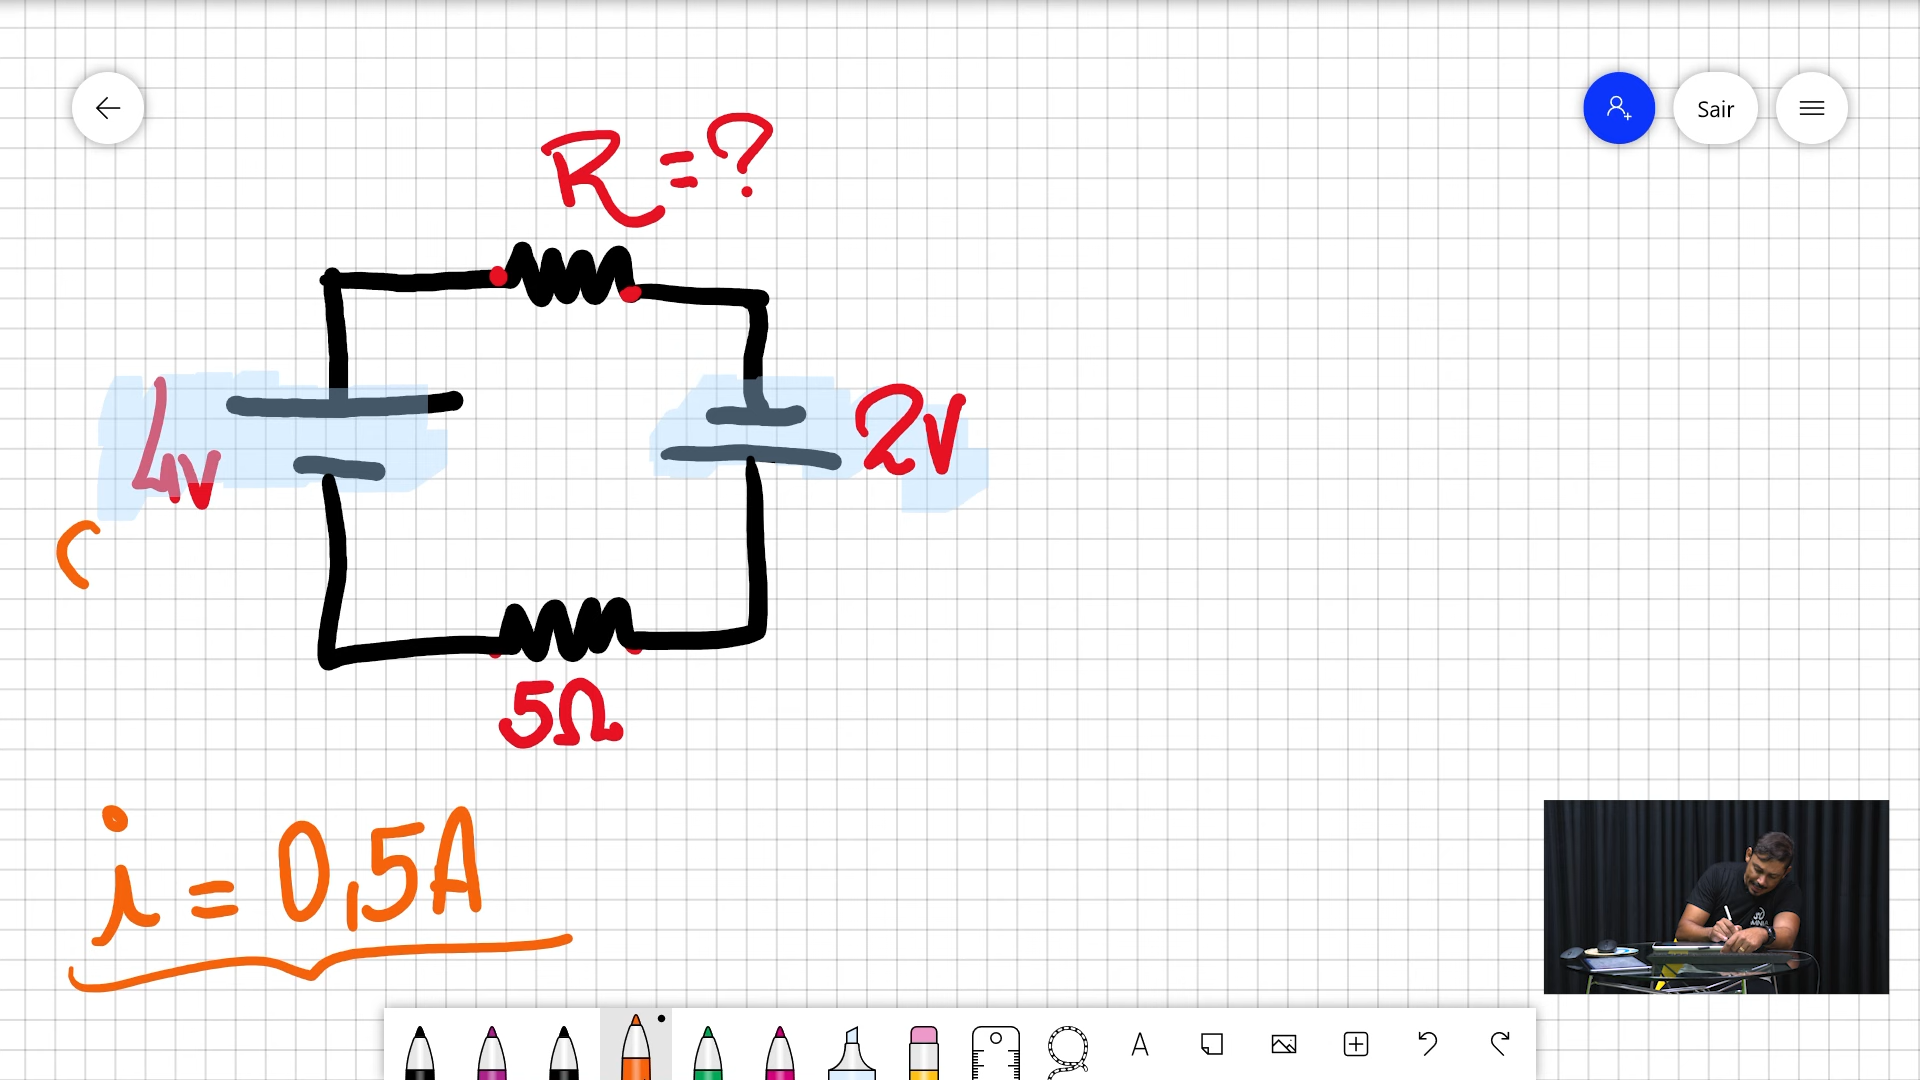 Sair
R=?
4V
2V
5Ω
i = 0,5A
A